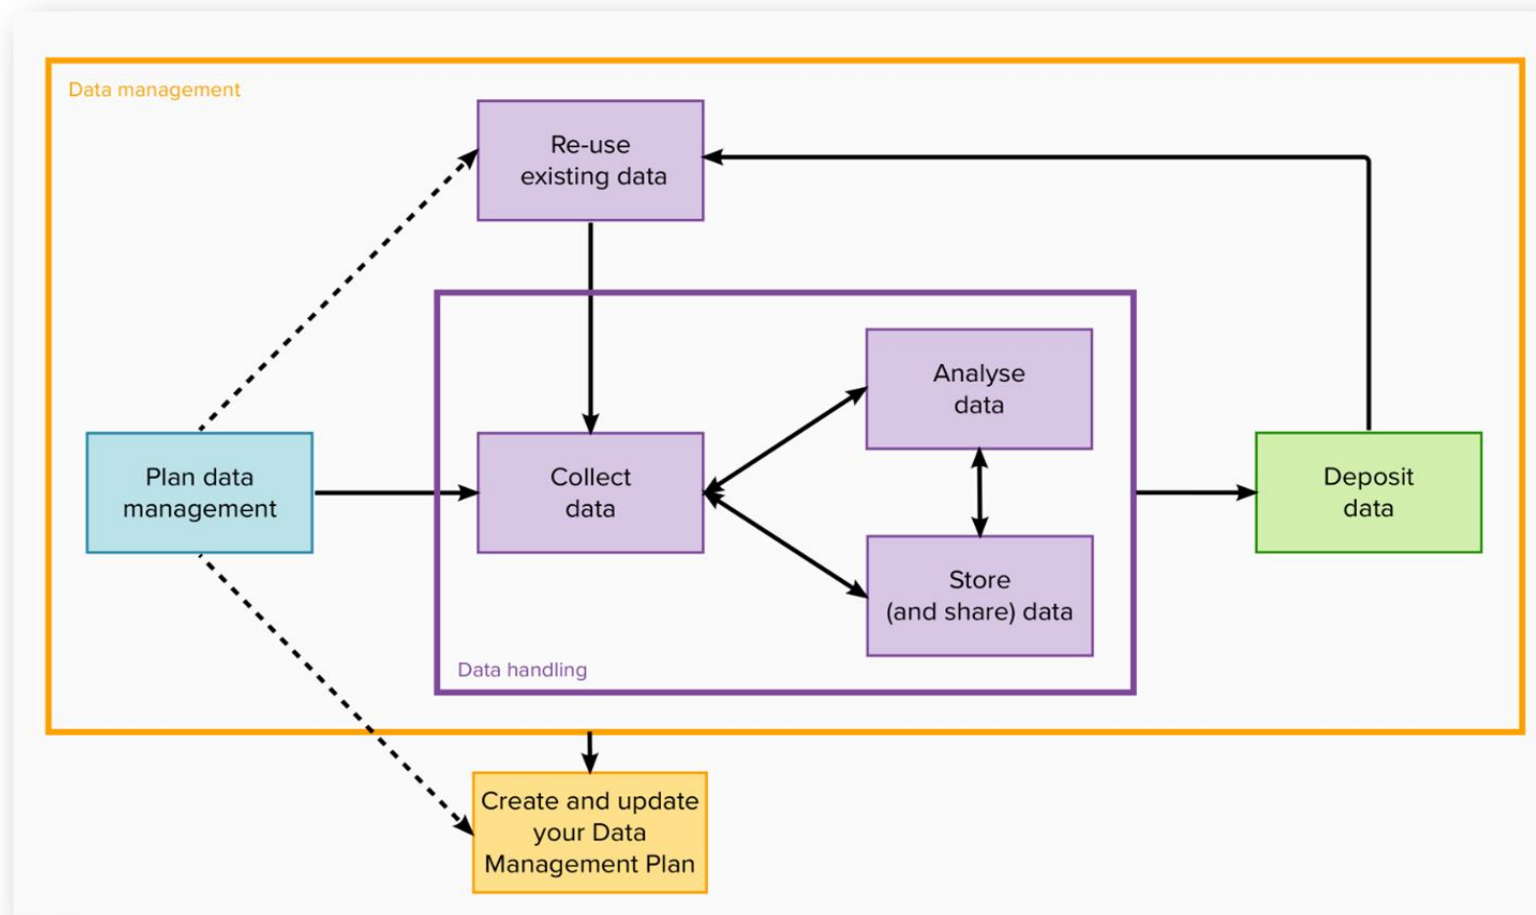 Data management
Re-use
existing data
Analyse
data
Plan data
management
Collect
data
Deposit
data
Store
(and share) data
Data handling
Create and update
your Data
Management Plan